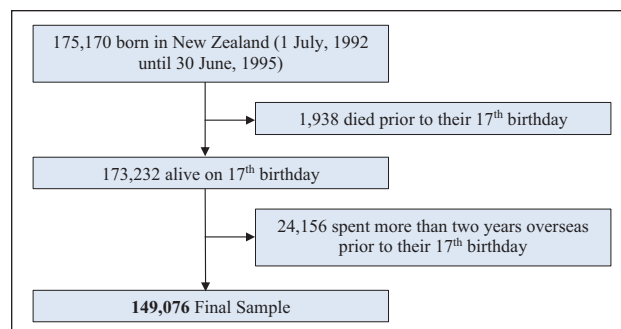 175,170 born in New Zealand (1 July, 1992
until 30 June, 1995)
1,938 died prior to their 17th birthday
173,232 alive on 17th birthday
24,156 spent more than two years overseas
prior to their 17th birthday
149,076 Final Sample